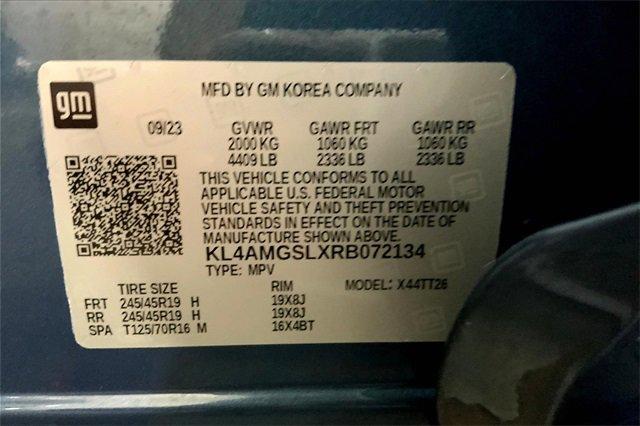 gm
MFD BY GM KOREA COMPANY
09/23 GVWR GAWR FRT GAWR RR
2000 KG 1060 KG 1060 KG
4409 LB 2336 LB 2336 LB
THIS VEHICLE CONFORMS TO ALL
APPLICABLE U.S. FEDERAL MOTOR
VEHICLE SAFETY AND THEFT PREVENTION
STANDARDS IN EFFECT ON THE DATE OF
MANUFACTURE SHOWN ABOVE.
KL4AMGSLXRB072134
TYPE: MPV
TIRE SIZE RIM MODEL: X44TT26
FRT 245/45R19 H 19X8J
RR 245/45R19 H 19X8J
SPA T125/70R16 M 16X4BT